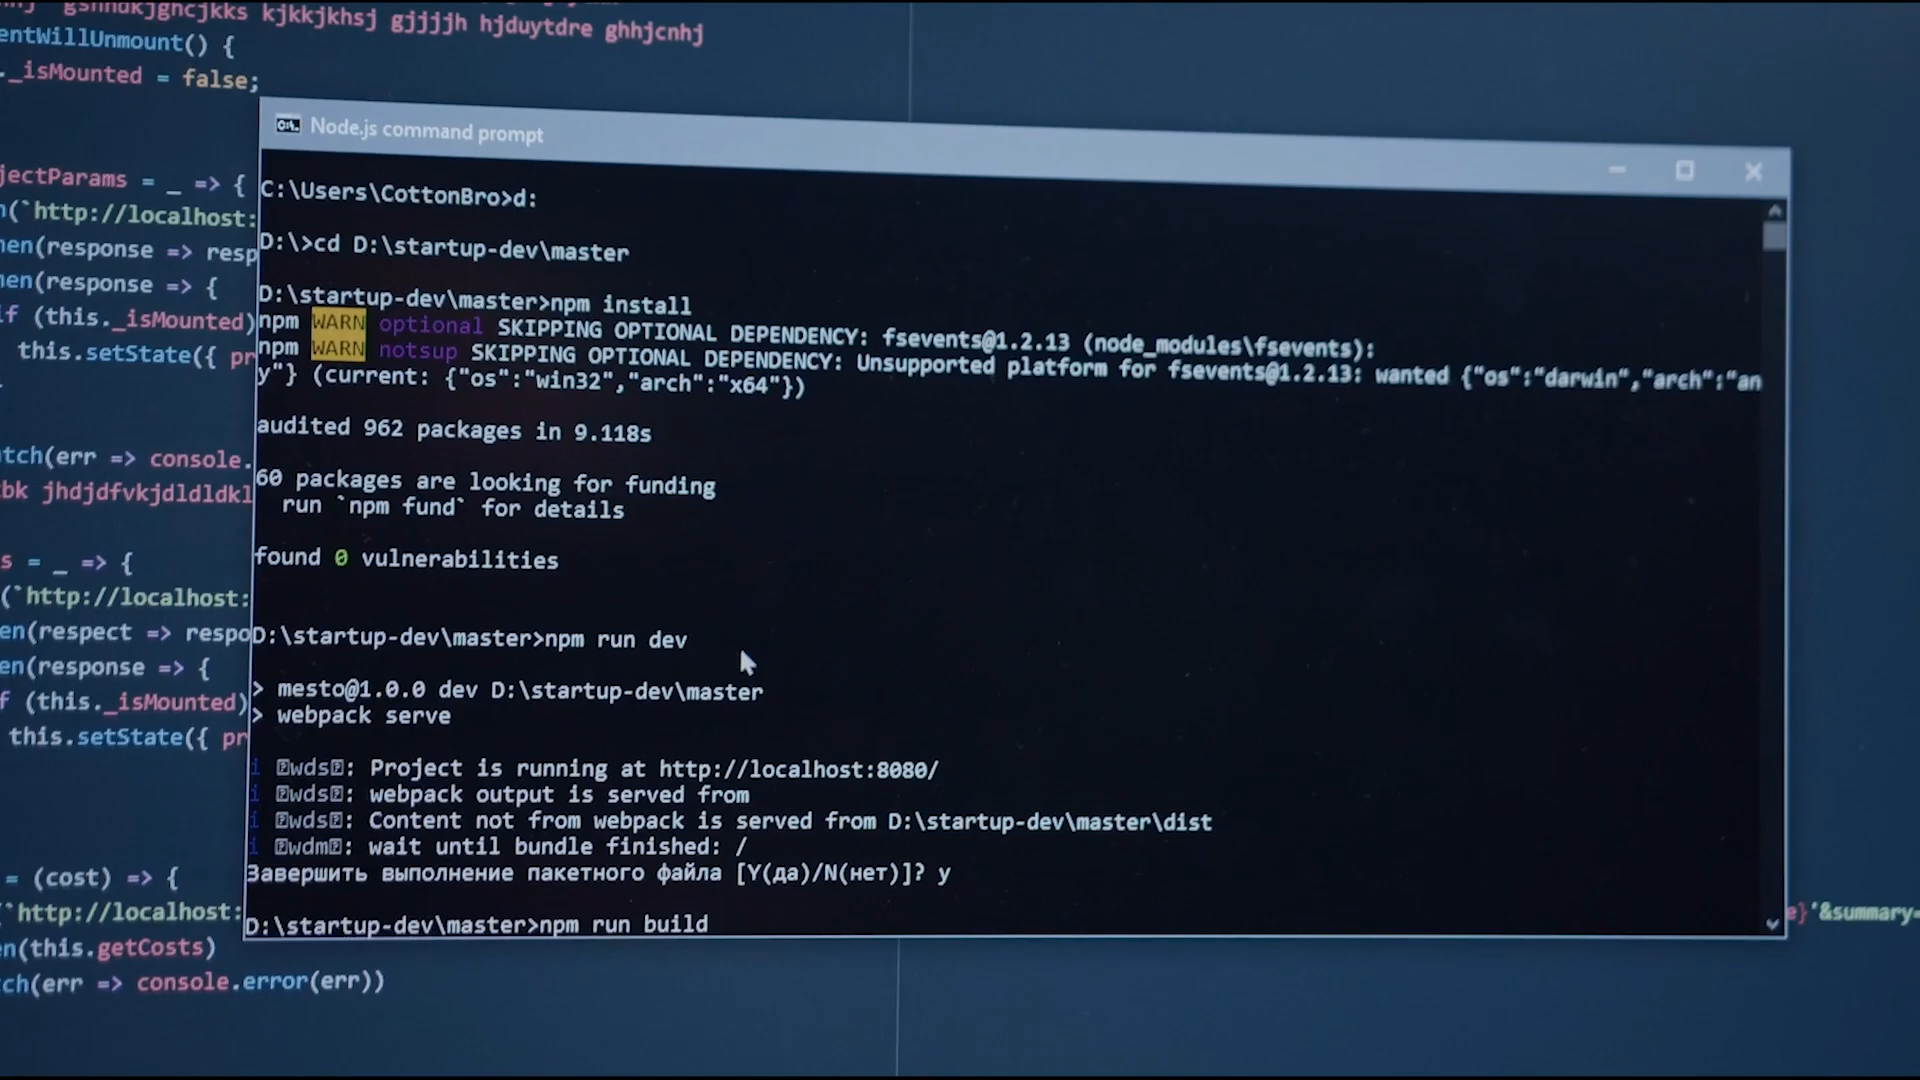 gshhdkjghcjkks kjkkjkhsj gjjjjh hjduytdre ghhjcnhj
entWillUnmount() {
._isMounted = false;
Node.js command prompt
jectParams = _ => {
(`http://localhost:
hen(response => resp
hen(response => {
if (this._isMounted)
this.setState({ pr
atch(err => console.
kbk jhdjdfvkjdldldkl
s = _ => {
(`http://localhost:
en(respect => respo
en(response => {
f (this._isMounted)
this.setState({ pr
= (cost) => {
(`http://localhost:
en(this.getCosts)
tch(err => console.error(err))
C:\Users\CottonBro>d:
D:\>cd D:\startup-dev\master
D:\startup-dev\master>npm install
npm WARN optional SKIPPING OPTIONAL DEPENDENCY: fsevents@1.2.13 (node_modules\fsevents):
npm WARN notsup SKIPPING OPTIONAL DEPENDENCY: Unsupported platform for fsevents@1.2.13: wanted {"os":"darwin","arch":"an
y"} (current: {"os":"win32","arch":"x64"})
audited 962 packages in 9.118s
60 packages are looking for funding
run `npm fund` for details
found 0 vulnerabilities
D:\startup-dev\master>npm run dev
> mesto@1.0.0 dev D:\startup-dev\master
> webpack serve
i ⍰wds⍰: Project is running at http://localhost:8080/
i ⍰wds⍰: webpack output is served from
i ⍰wds⍰: Content not from webpack is served from D:\startup-dev\master\dist
i ⍰wdm⍰: wait until bundle finished: /
Завершить выполнение пакетного файла [Y(да)/N(нет)]? y
D:\startup-dev\master>npm run build
e}'&summary=